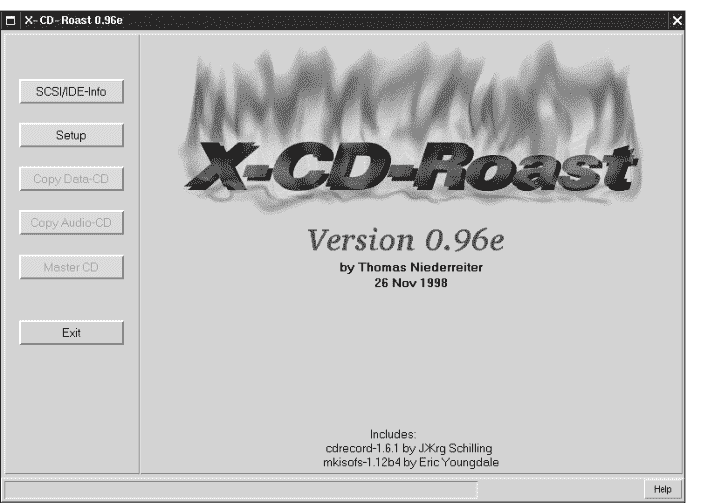 X-CD-Roast 0.96e
SCSI/IDE-Info
Setup
Copy Data-CD
Copy Audio-CD
Master CD
Exit
X-CD-Roast
Version 0.96e
by Thomas Niederreiter
26 Nov 1998
Includes:
cdrecord-1.6.1 by JЖrg Schilling
mkisofs-1.12b4 by Eric Youngdale
Help